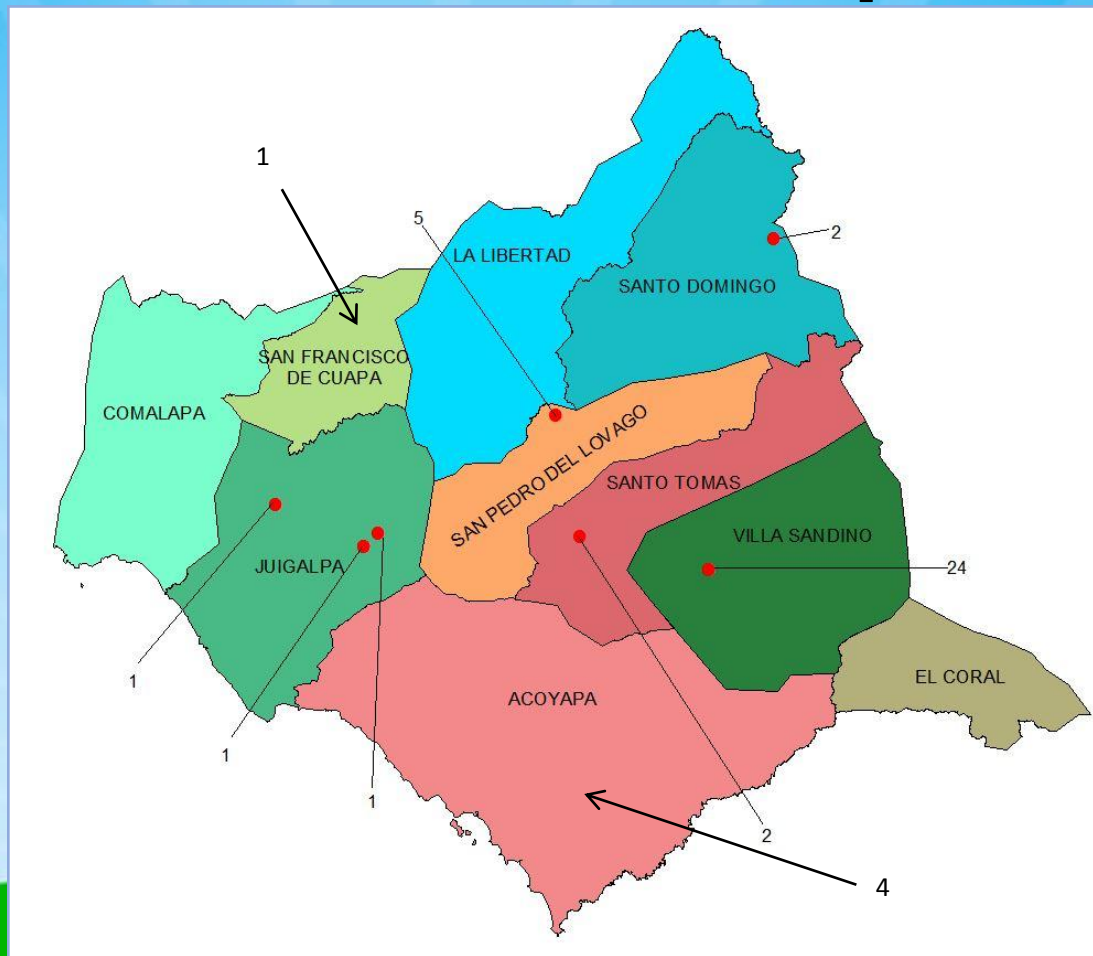 1
5
LA LIBERTAD
2
SANTO DOMINGO
SAN FRANCISCO
DE CUAPA
COMALAPA
SAN PEDRO DEL LOVAGO
SANTO TOMAS
VILLA SANDINO
JUIGALPA
24
EL CORAL
ACOYAPA
1
1
1
2
4